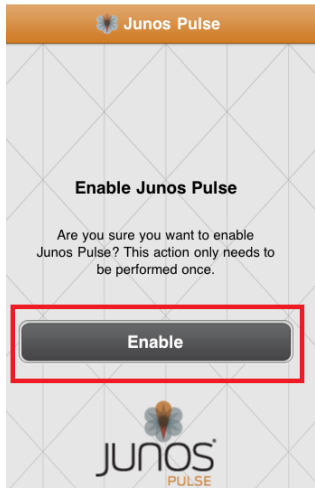 Junos Pulse
Enable Junos Pulse
Are you sure you want to enable
Junos Pulse? This action only needs to
be performed once.
Enable
JUNOS
PULSE